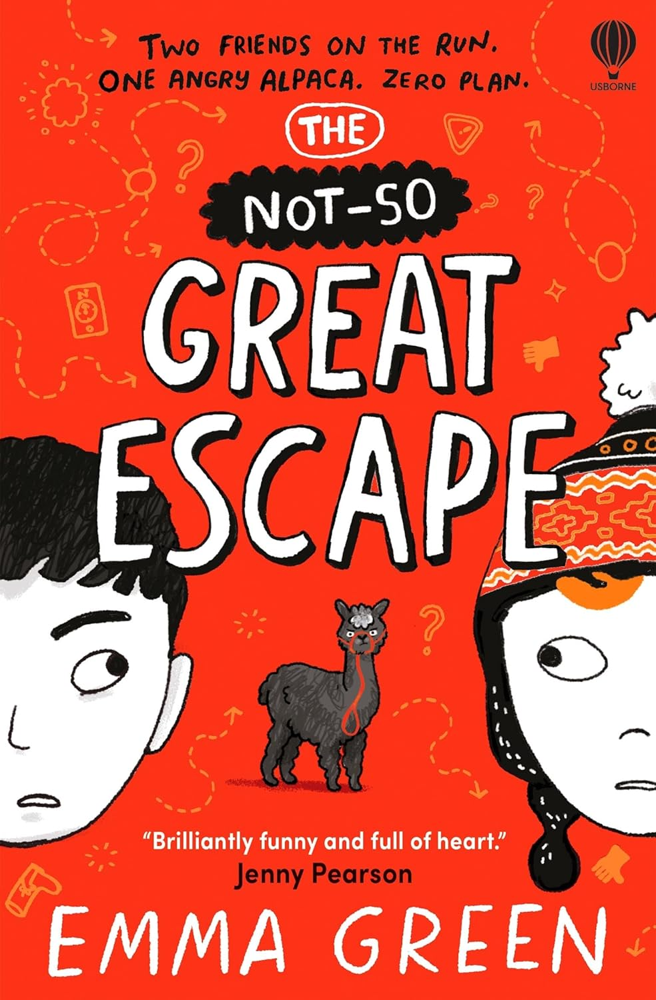 TWO FRIENDS ON THE RUN.
ONE ANGRY ALPACA. ZERO PLAN.
USBORNE
THE
NOT-SO
GREAT
ESCAPE
N
"Brilliantly funny and full of heart."
Jenny Pearson
EMMA GREEN